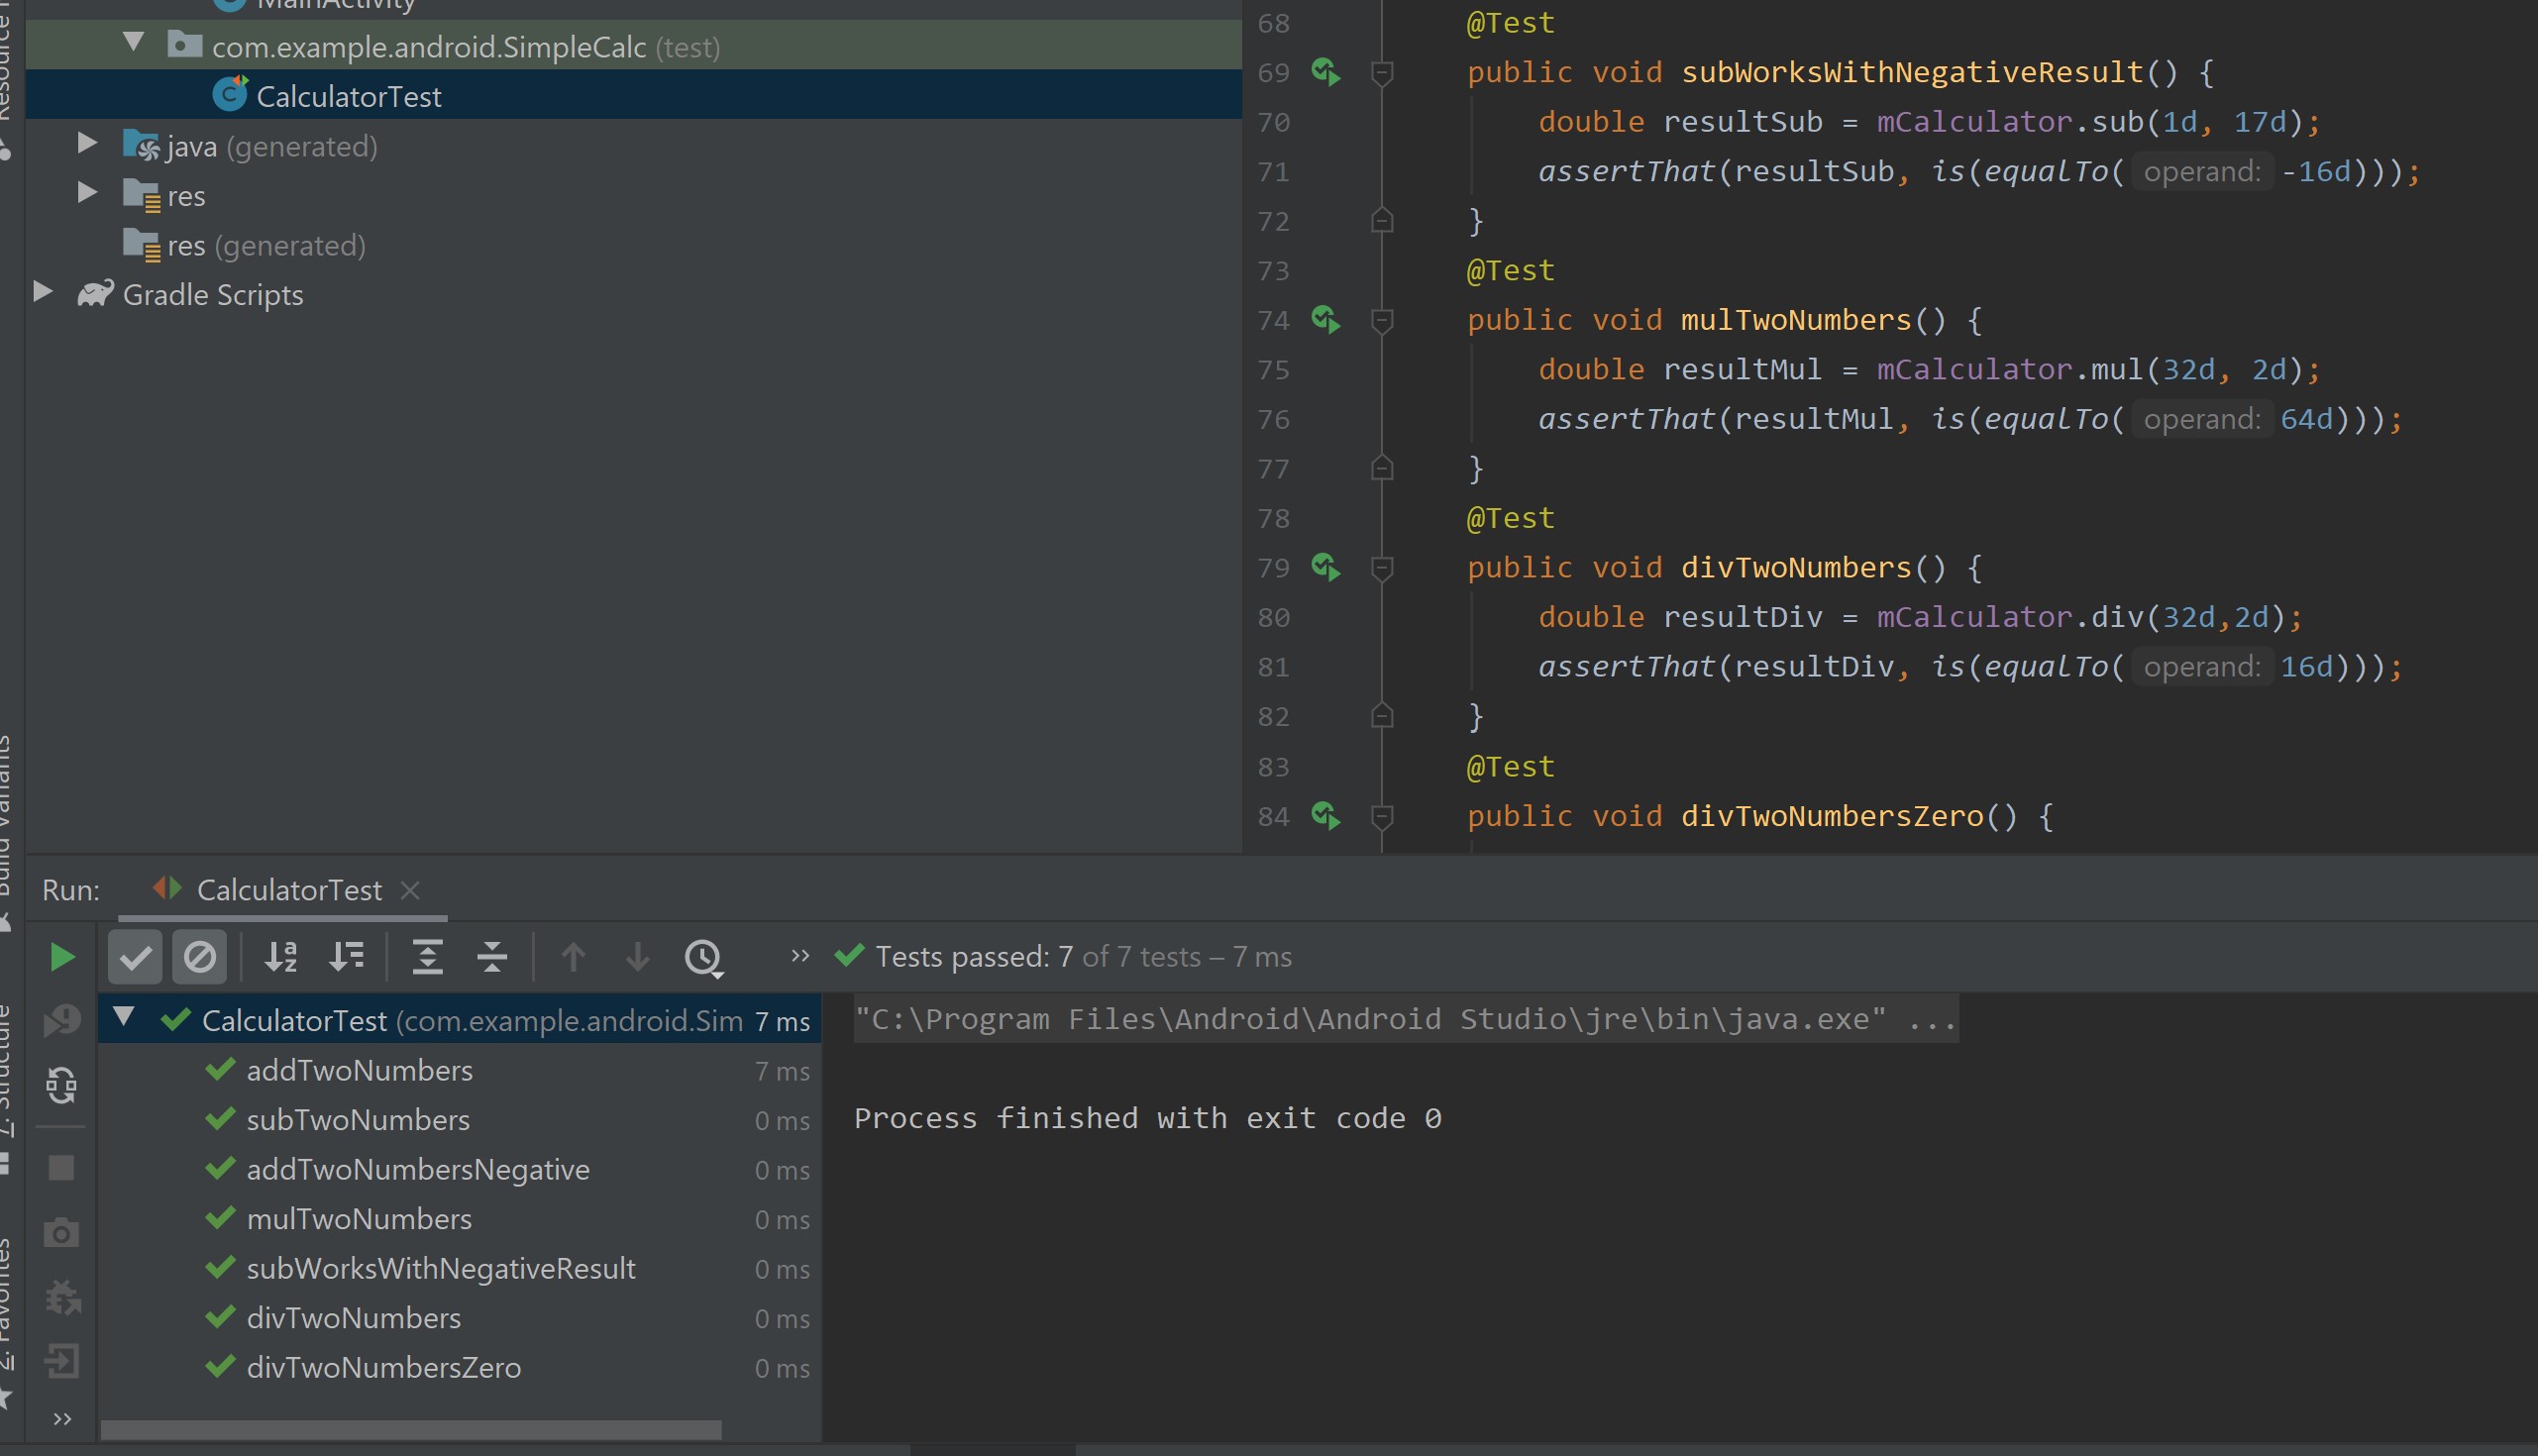 MainActivity
com.example.android.SimpleCalc (test)
CalculatorTest
java (generated)
res
res (generated)
Gradle Scripts
Build Variants
Structure
Favorites
68 @Test
69 public void subWorksWithNegativeResult() {
70 double resultSub = mCalculator.sub(1d, 17d);
71 assertThat(resultSub, is(equalTo( operand: -16d)));
72 }
73 @Test
74 public void mulTwoNumbers() {
75 double resultMul = mCalculator.mul(32d, 2d);
76 assertThat(resultMul, is(equalTo( operand: 64d)));
77 }
78 @Test
79 public void divTwoNumbers() {
80 double resultDiv = mCalculator.div(32d,2d);
81 assertThat(resultDiv, is(equalTo( operand: 16d)));
82 }
83 @Test
84 public void divTwoNumbersZero() {
Run: CalculatorTest
Tests passed: 7 of 7 tests – 7 ms
CalculatorTest (com.example.android.Sim 7 ms
addTwoNumbers 7 ms
subTwoNumbers 0 ms
addTwoNumbersNegative 0 ms
mulTwoNumbers 0 ms
subWorksWithNegativeResult 0 ms
divTwoNumbers 0 ms
divTwoNumbersZero 0 ms
"C:\Program Files\Android\Android Studio\jre\bin\java.exe" ...
Process finished with exit code 0